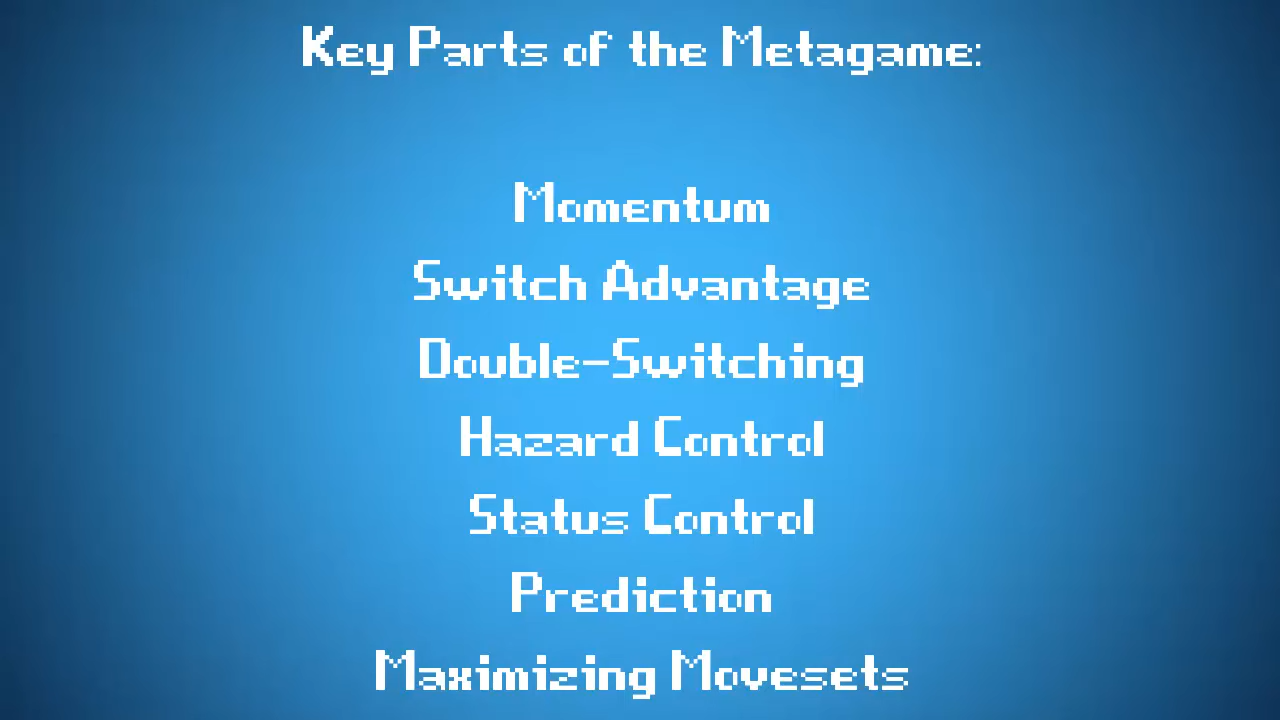 Key Parts of the Metagame:
Momentum
Switch Advantage
Double-Switching
Hazard Control
Status Control
Prediction
Maximizing Movesets